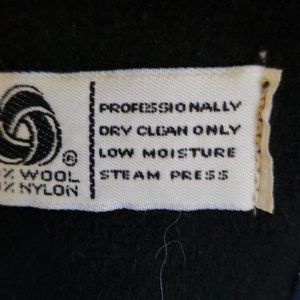 PROFESSIONALLY
DRY CLEAN ONLY
LOW MOISTURE
STEAM PRESS
®
% WOOL
% NYLON